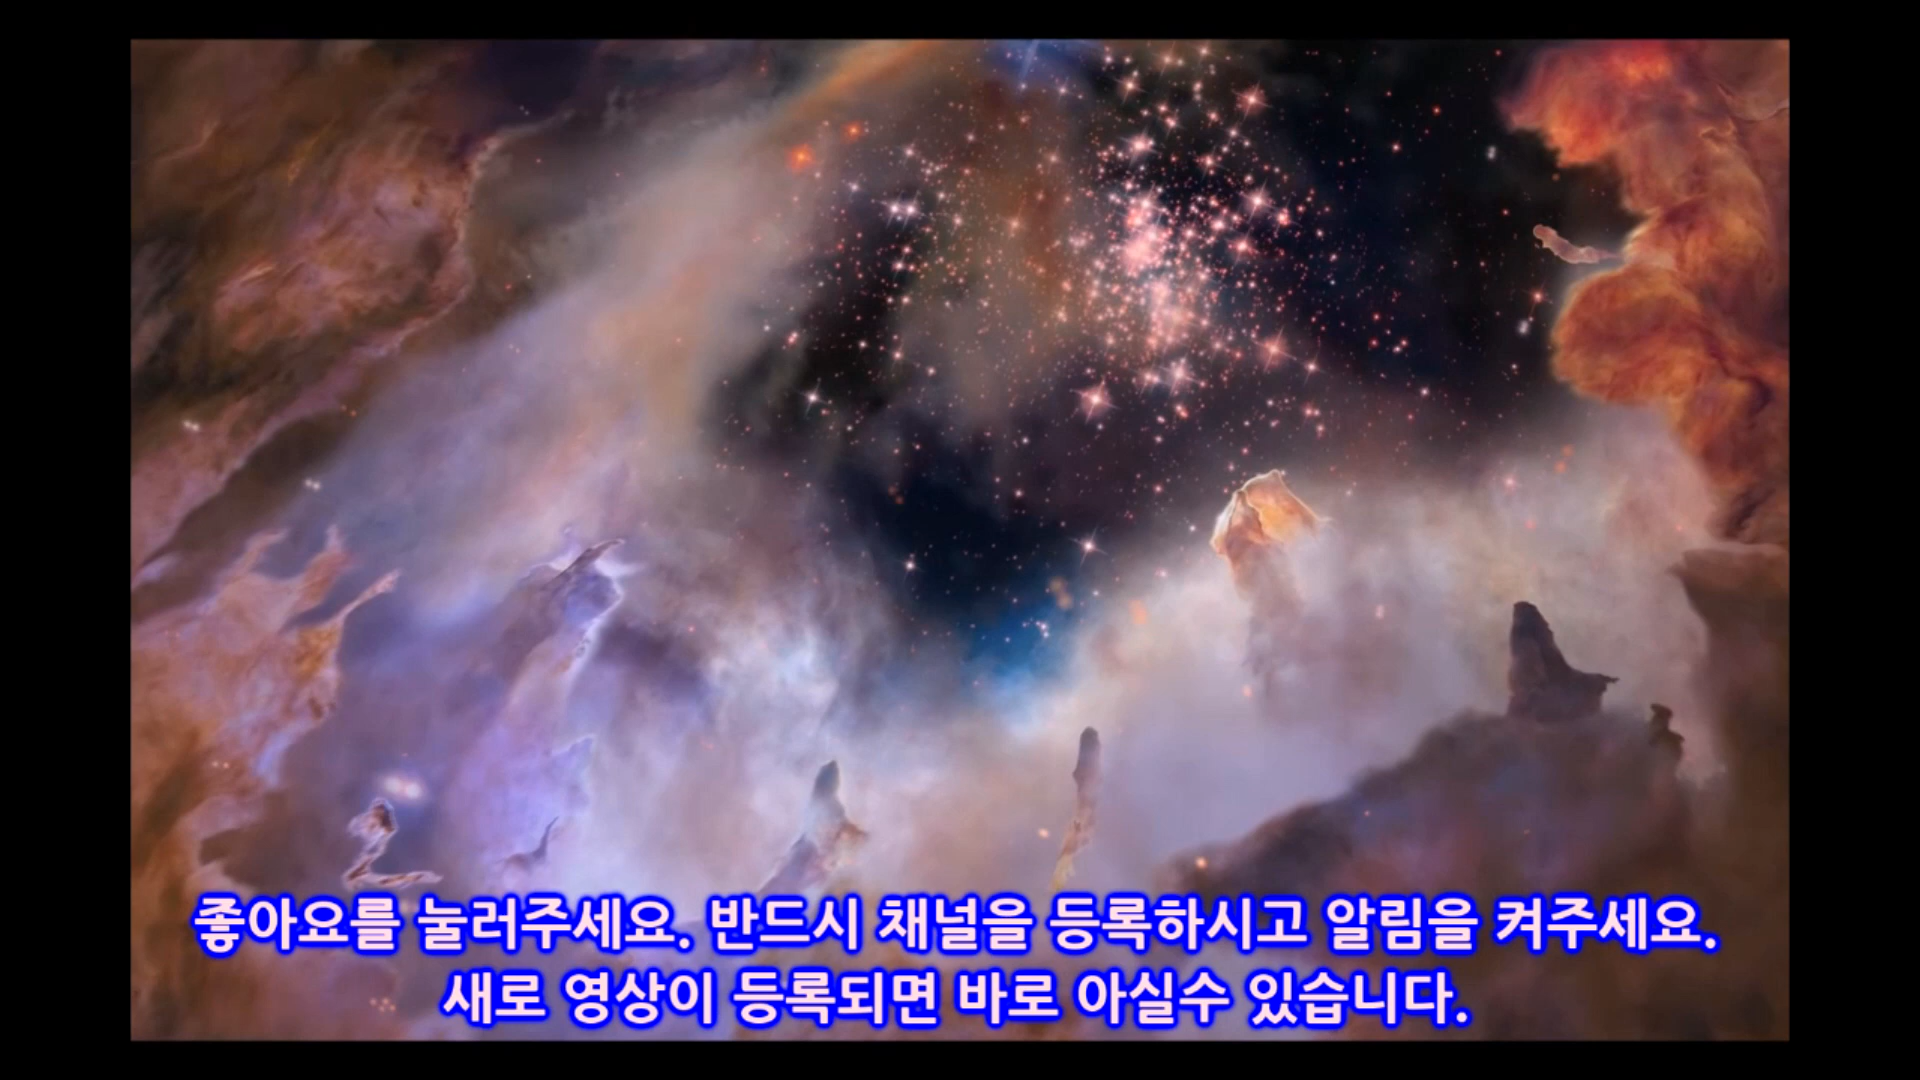 좋아요를 눌러주세요. 반드시 채널을 등록하시고 알림을 켜주세요.
새로 영상이 등록되면 바로 아실수 있습니다.